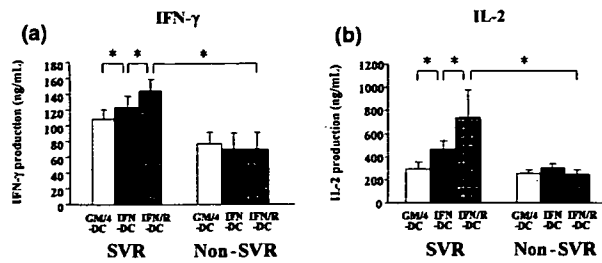 IFN-γ
(a)
IFN-γ production (ng/mL)
180
160
140
120
100
80
60
40
20
0
* * *
GM/4 -DC IFN -DC IFN/R -DC GM/4 -DC IFN -DC IFN/R -DC
SVR Non-SVR
IL-2
(b)
IL-2 production (ng/mL)
1200
1000
800
600
400
200
0
* * *
GM/4 -DC IFN -DC IFN/R -DC GM/4 -DC IFN -DC IFN/R -DC
SVR Non-SVR